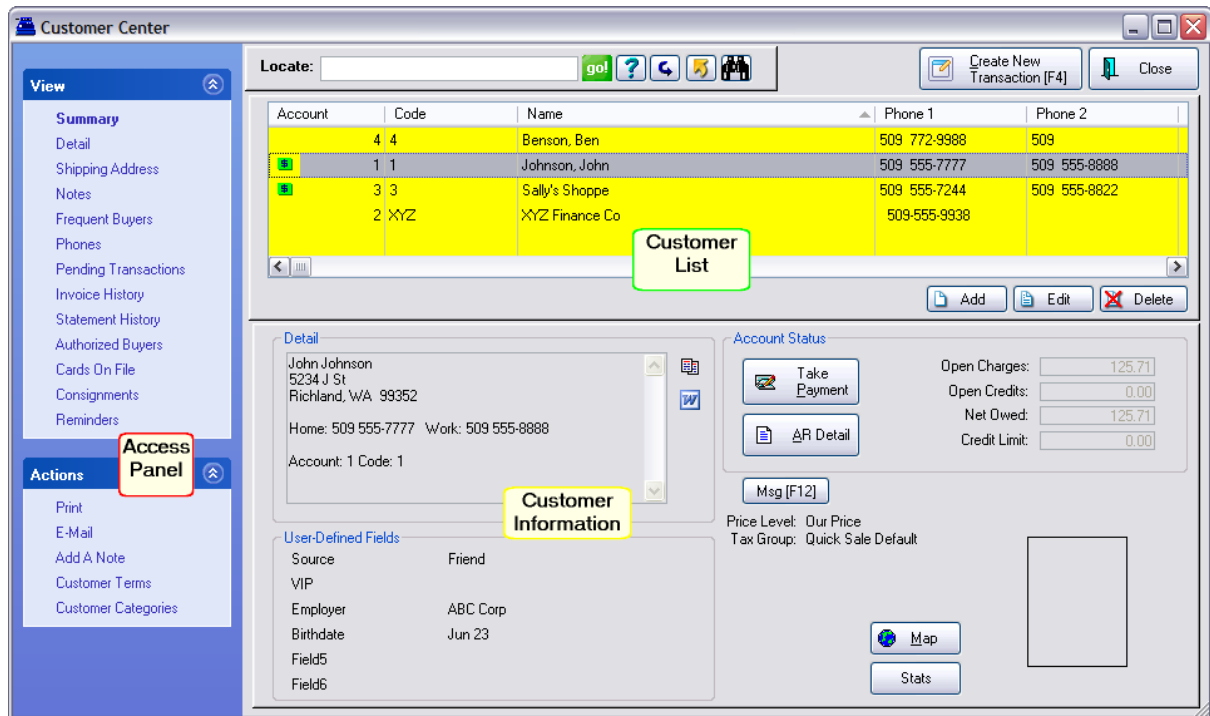 Customer Center
View
Summary
Detail
Shipping Address
Notes
Frequent Buyers
Phones
Pending Transactions
Invoice History
Statement History
Authorized Buyers
Cards On File
Consignments
Reminders
Access
Panel
Actions
Print
E-Mail
Add A Note
Customer Terms
Customer Categories
Locate: go! ?
Create New
Transaction [F4]
Close
Account Code Name Phone 1 Phone 2
4 4 Benson, Ben 509 772-9988 509
$ 1 1 Johnson, John 509 555-7777 509 555-8888
$ 3 3 Sally's Shoppe 509 555-7244 509 555-8822
2 XYZ XYZ Finance Co 509-555-9938
Customer
List
Add Edit Delete
Detail
John Johnson
5234 J St
Richland, WA 99352
Home: 509 555-7777 Work: 509 555-8888
Account: 1 Code: 1
W
Customer
Information
User-Defined Fields
Source Friend
VIP
Employer ABC Corp
Birthdate Jun 23
Field5
Field6
Account Status
Take
Payment
AR Detail
Open Charges: 125.71
Open Credits: 0.00
Net Owed: 125.71
Credit Limit: 0.00
Msg [F12]
Price Level: Our Price
Tax Group: Quick Sale Default
Map
Stats